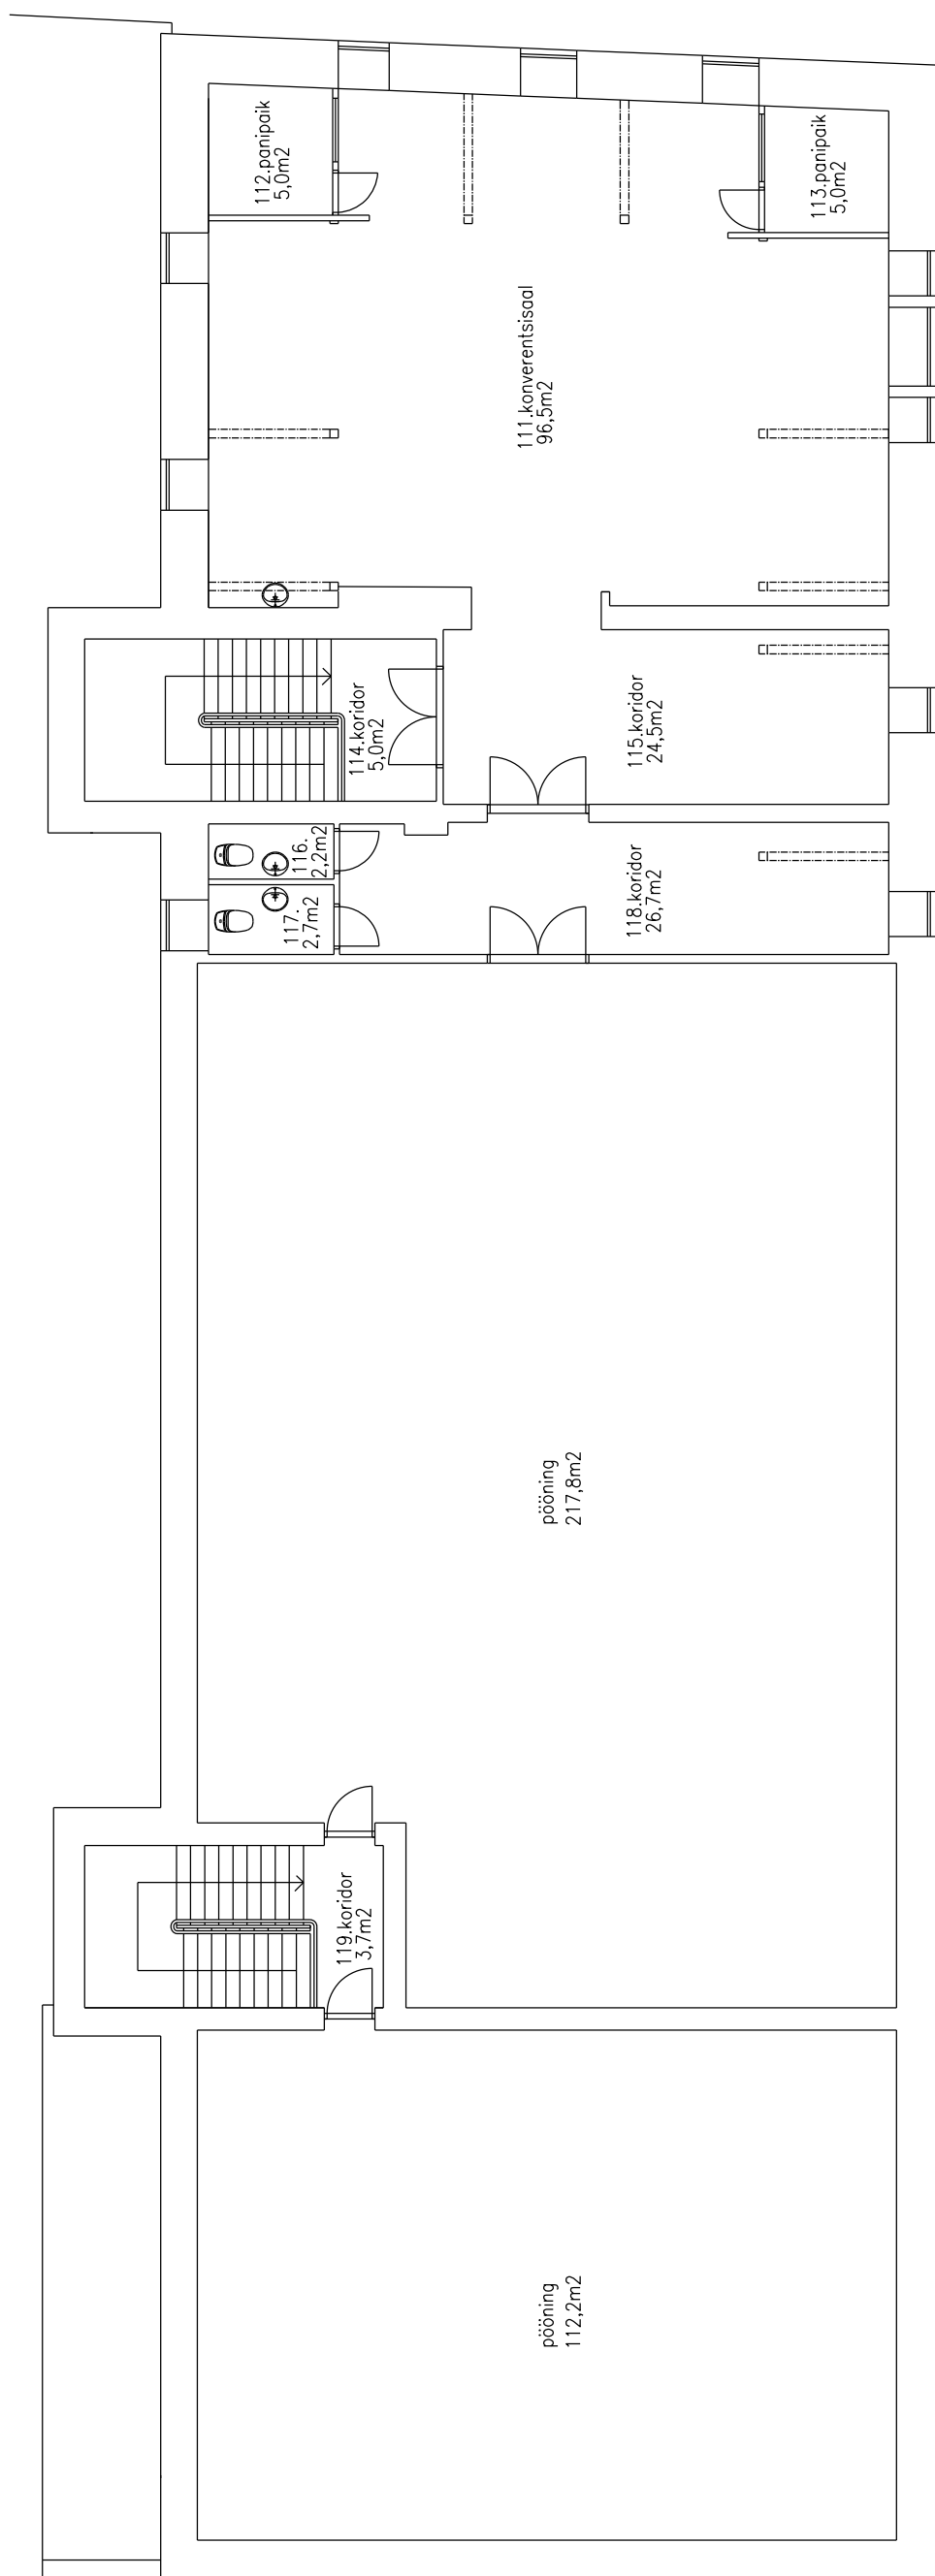 112.panipaik
5,0m2
113.panipaik
5,0m2
111.konverentsisaal
96,5m2
114.koridor
5,0m2
115.koridor
24,5m2
116.
2,2m2
117.
2,7m2
118.koridor
26,7m2
pööning
217,8m2
119.koridor
3,7m2
pööning
112,2m2